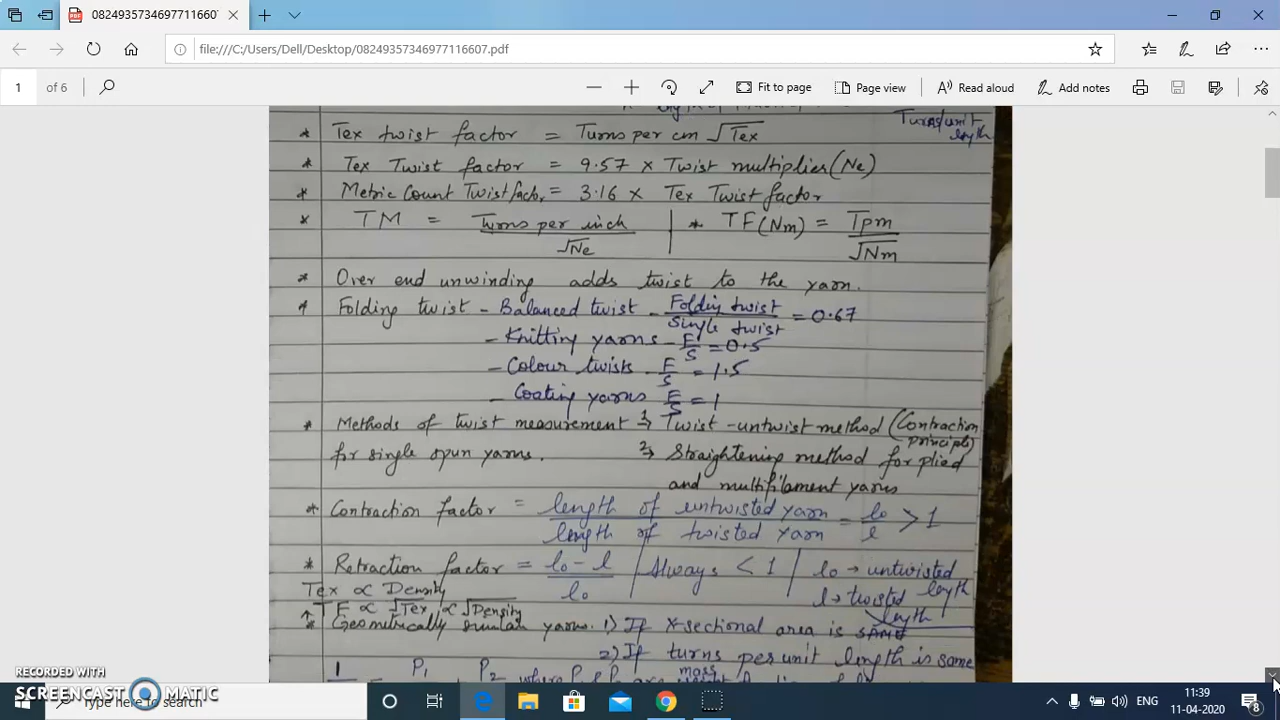 08249357346977116607
file:///C:/Users/Dell/Desktop/08249357346977116607.pdf
1 of 6
Fit to page
Page view
Read aloud
Add notes
Turns/unit length
* Tex twist factor = Turns per cm √Tex
* Tex Twist factor = 9.57 × Twist multiplier (Ne)
* Metric Count Twist factor = 3.16 × Tex Twist factor
* TM = Turns per inch / √Ne | * TF(Nm) = Tpm / √Nm
* Over end unwinding adds twist to the yarn.
* Folding twist - Balanced twist - Folding twist / Single twist = 0.67
- Knitting yarns - F/S = 0.5
- Colour twists - F/S = 1.5
- Coating yarns F/S = 1
* Methods of twist measurement → 1) Twist-untwist method (Contraction principle)
for single spun yarns. 2) Straightening method for plied
and multifilament yarns
* Contraction factor = length of untwisted yarn / length of twisted yarn = l₀/l > 1
* Retraction factor = l₀ - l / l₀ | Always < 1 | l₀ → untwisted length
Tex ∝ Density l → twisted length
TF ∝ √Tex ∝ √Density
* Geometrically similar yarns. 1) If X-sectional area is same
2) If turns per unit length is same
P₁ P₂ where mass
RECORDED WITH
SCREENCAST MATIC
Type here to search
ENG
11:39
11-04-2020
8